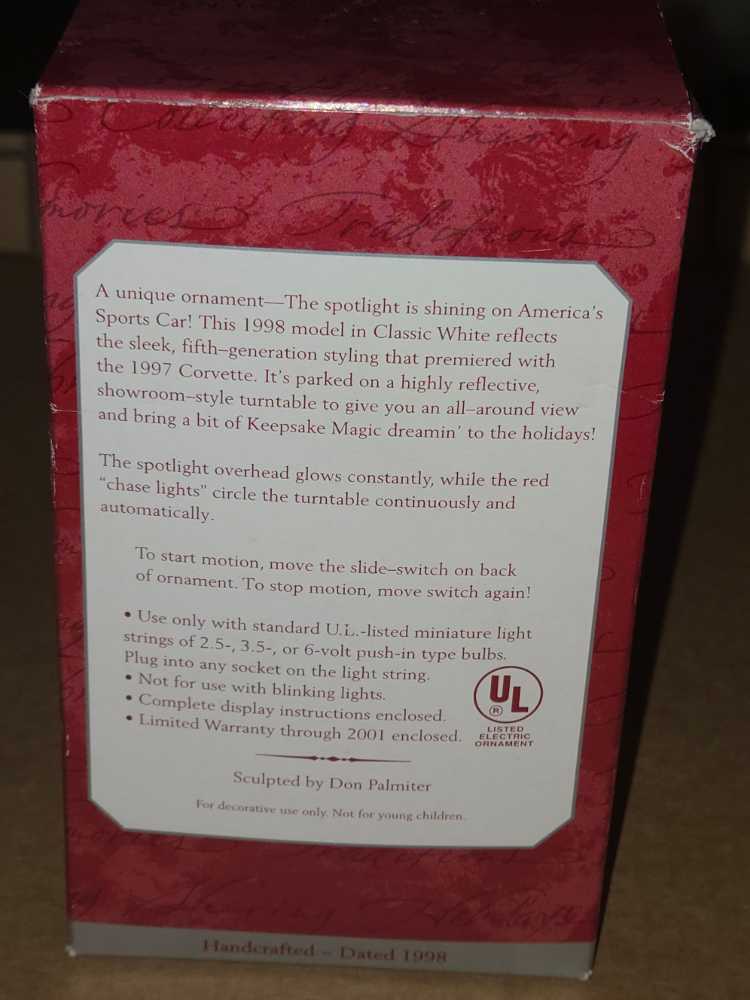 Collecting Sharing
Memories Traditions
A unique ornament—The spotlight is shining on America's
Sports Car! This 1998 model in Classic White reflects
the sleek, fifth–generation styling that premiered with
the 1997 Corvette. It's parked on a highly reflective,
showroom–style turntable to give you an all–around view
and bring a bit of Keepsake Magic dreamin' to the holidays!
The spotlight overhead glows constantly, while the red
“chase lights” circle the turntable continuously and
automatically.
To start motion, move the slide–switch on back
of ornament. To stop motion, move switch again!
• Use only with standard U.L.-listed miniature light
strings of 2.5-, 3.5-, or 6-volt push-in type bulbs.
Plug into any socket on the light string.
• Not for use with blinking lights.
• Complete display instructions enclosed.
• Limited Warranty through 2001 enclosed.
UL
®
LISTED
ELECTRIC
ORNAMENT
Sculpted by Don Palmiter
For decorative use only. Not for young children.
Handcrafted – Dated 1998